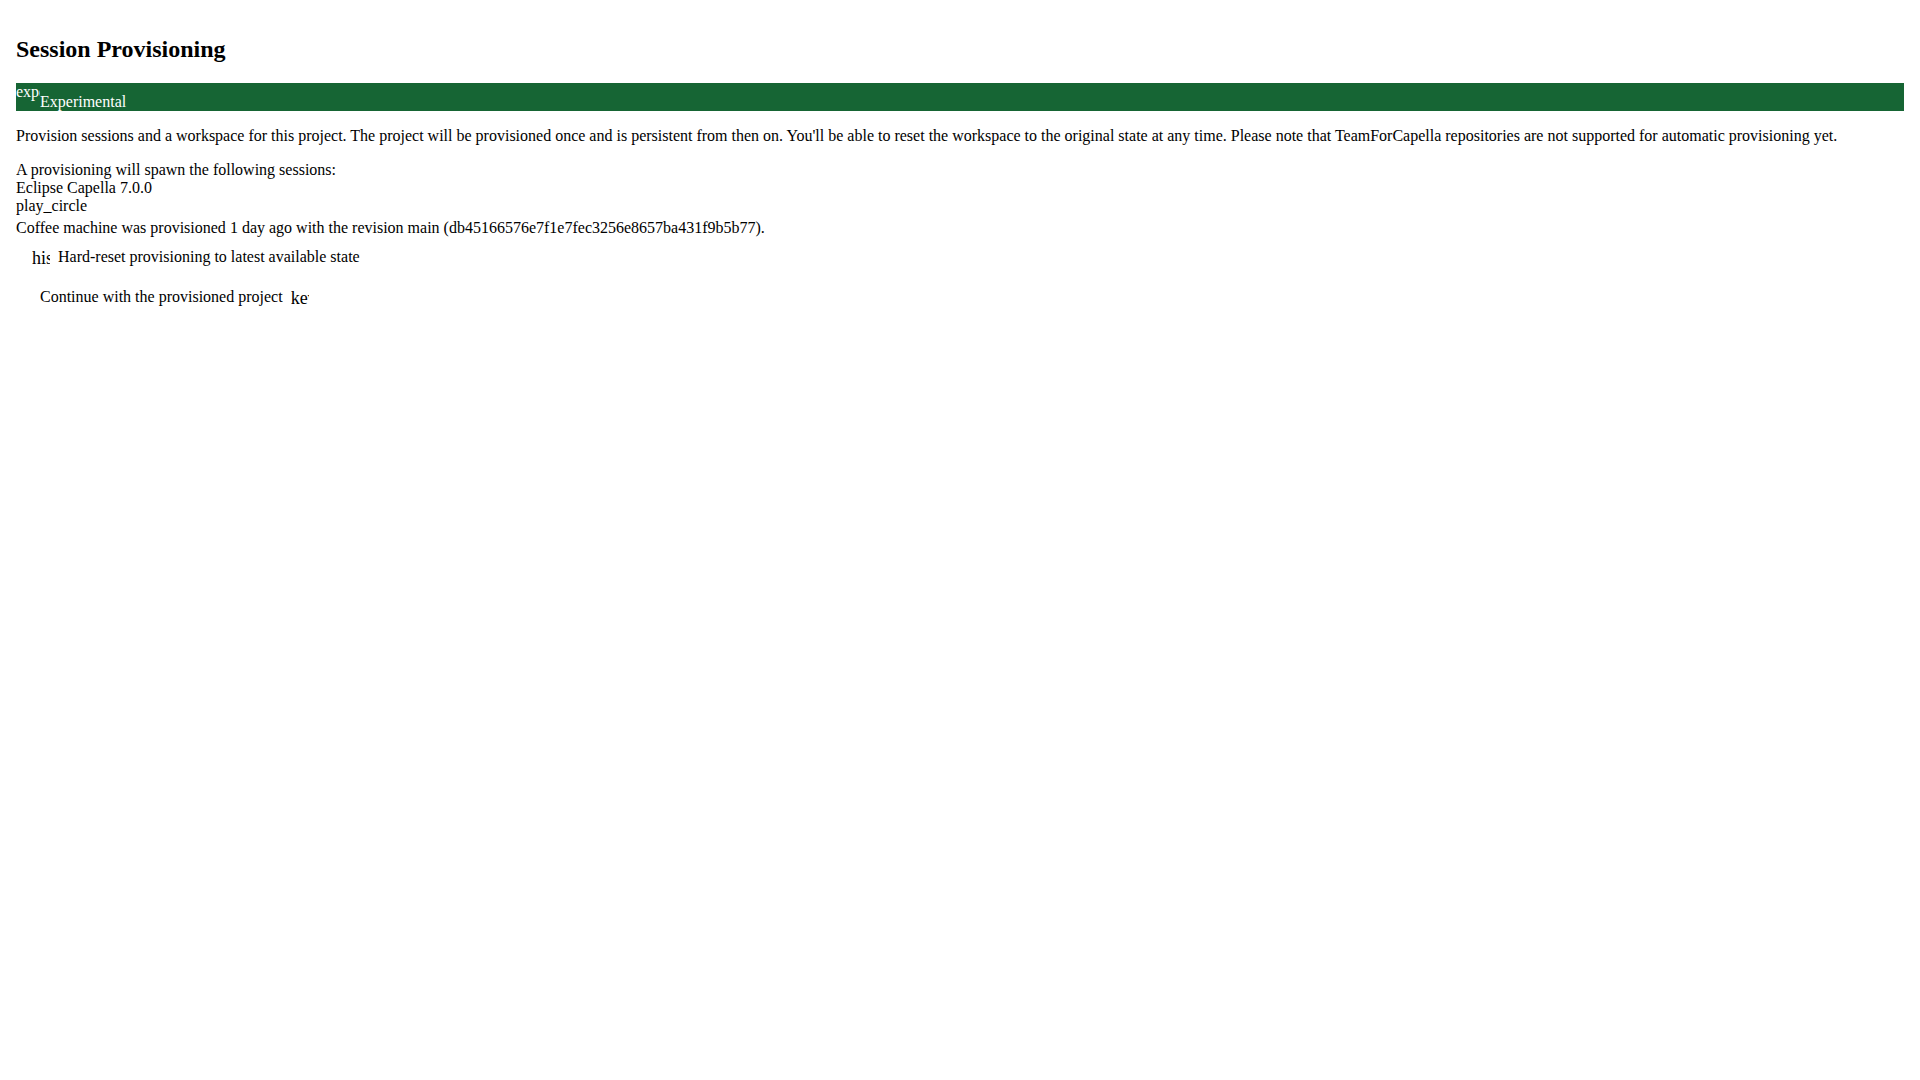 Session Provisioning
exp
Experimental
Provision sessions and a workspace for this project. The project will be provisioned once and is persistent from then on. You'll be able to reset the workspace to the original state at any time. Please note that TeamForCapella repositories are not supported for automatic provisioning yet.
A provisioning will spawn the following sessions:
Eclipse Capella 7.0.0
play_circle
Coffee machine was provisioned 1 day ago with the revision main (db45166576e7f1e7fec3256e8657ba431f9b5b77).
his Hard-reset provisioning to latest available state
Continue with the provisioned project ke